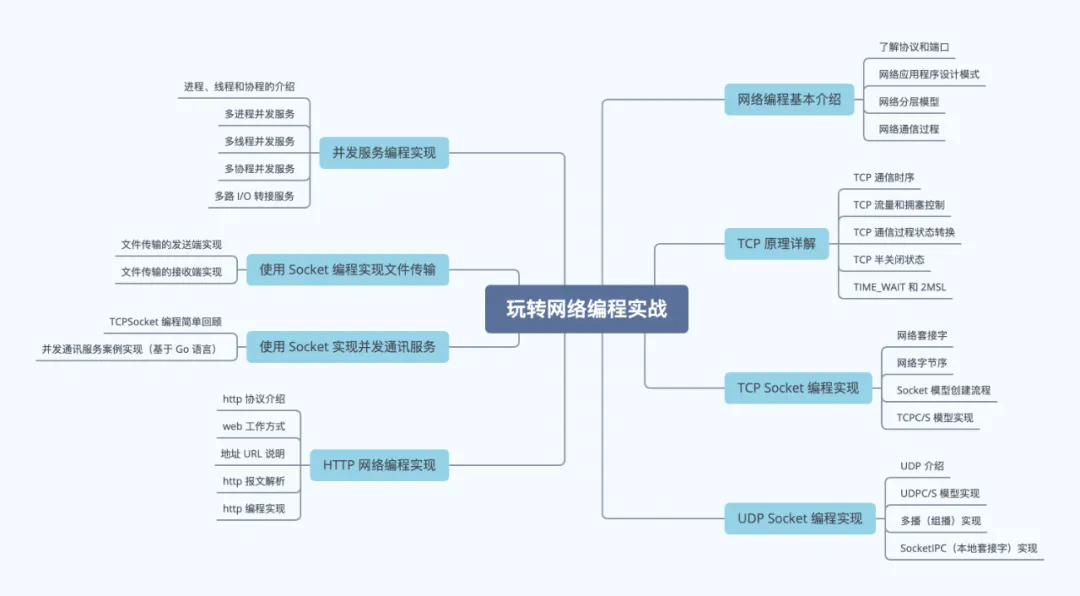 玩转网络编程实战
网络编程基本介绍
了解协议和端口
网络应用程序设计模式
网络分层模型
网络通信过程
TCP 原理详解
TCP 通信时序
TCP 流量和拥塞控制
TCP 通信过程状态转换
TCP 半关闭状态
TIME_WAIT 和 2MSL
TCP Socket 编程实现
网络套接字
网络字节序
Socket 模型创建流程
TCPC/S 模型实现
UDP Socket 编程实现
UDP 介绍
UDPC/S 模型实现
多播（组播）实现
SocketIPC（本地套接字）实现
并发服务编程实现
进程、线程和协程的介绍
多进程并发服务
多线程并发服务
多协程并发服务
多路 I/O 转接服务
使用 Socket 编程实现文件传输
文件传输的发送端实现
文件传输的接收端实现
使用 Socket 实现并发通讯服务
TCPSocket 编程简单回顾
并发通讯服务案例实现（基于 Go 语言）
HTTP 网络编程实现
http 协议介绍
web 工作方式
地址 URL 说明
http 报文解析
http 编程实现